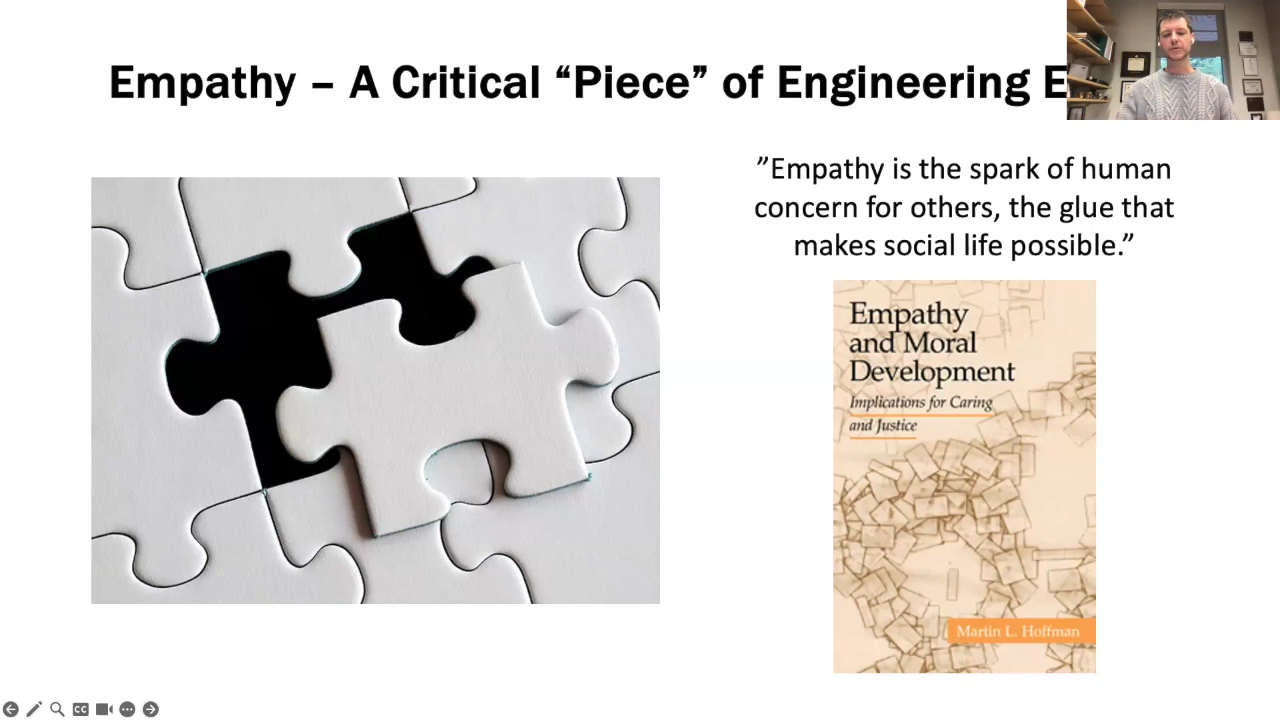 Empathy – A Critical “Piece” of Engineering E
”Empathy is the spark of human
concern for others, the glue that
makes social life possible.”
Empathy
and Moral
Development
Implications for Caring
and Justice
Martin L. Hoffman
CC